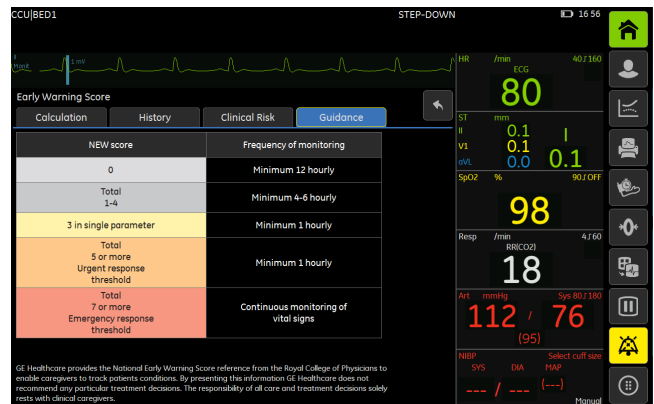 CCU|BED1
STEP-DOWN
16 56
1 mV
Early Warning Score
Calculation
History
Clinical Risk
Guidance
NEW score
Frequency of monitoring
0
Minimum 12 hourly
Total
1-4
Minimum 4-6 hourly
3 in single parameter
Minimum 1 hourly
Total
5 or more
Urgent response
threshold
Minimum 1 hourly
Total
7 or more
Emergency response
threshold
Continuous monitoring of
vital signs
GE Healthcare provides the National Early Warning Score reference from the Royal College of Physicians to
enable caregivers to track patients conditions. By presenting this information GE Healthcare does not
recommend any particular treatment decisions. The responsibility of all care and treatment decisions solely
rests with clinical caregivers.
HR /min 40 160
ECG
80
ST mm
II 0.1 I
V1 0.1
aVL 0.0 0.1
SpO2 % 90 OFF
98
Resp /min 4 60
RR(CO2)
18
Art mmHg Sys 80 180
112 / 76
(95)
NIBP Select cuff size
SYS DIA MAP
--- / --- (---)
Manual
0